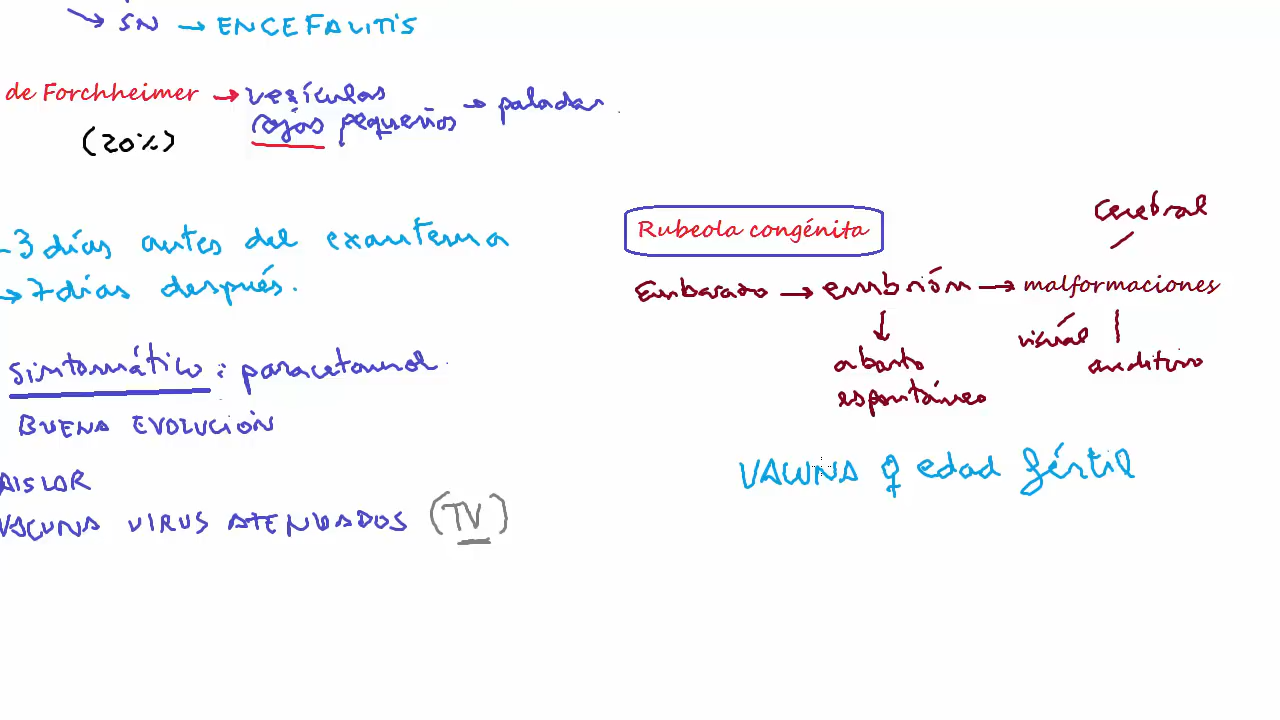 SN → ENCEFALITIS
de Forchheimer → vesículas
rojas pequeños → paladar
(20%)
Rubeola congénita
cerebral
3 días antes del exantema
→ 7 días después.
Embarazo → embrión → malformaciones
visual
auditivo
aborto
espontáneo
Sintomático : paracetamol
BUENA EVOLUCIÓN
AISLAR
VACUNA VIRUS ATENUADOS (TV)
VACUNA ♀ edad fértil